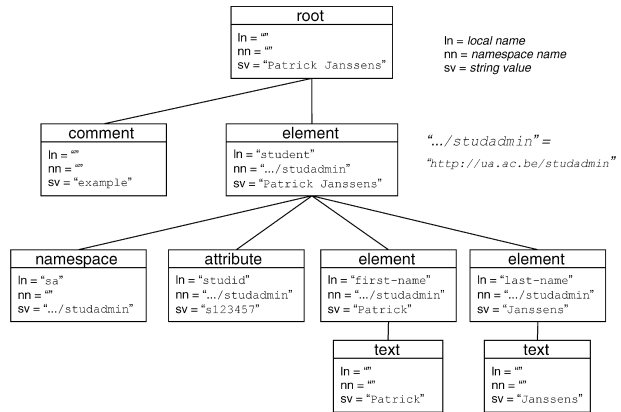 root
ln = “”
nn = “”
sv = “Patrick Janssens”
ln = local name
nn = namespace name
sv = string value
comment
ln = “”
nn = “”
sv = “example”
element
ln = “student”
nn = “.../studadmin”
sv = “Patrick Janssens”
“.../studadmin” =
“http://ua.ac.be/studadmin”
namespace
ln = “sa”
nn = “”
sv = “.../studadmin”
attribute
ln = “studid”
nn = “.../studadmin”
sv = “s123457”
element
ln = “first-name”
nn = “.../studadmin”
sv = “Patrick”
element
ln = “last-name”
nn = “.../studadmin”
sv = “Janssens”
text
ln = “”
nn = “”
sv = “Patrick”
text
ln = “”
nn = “”
sv = “Janssens”